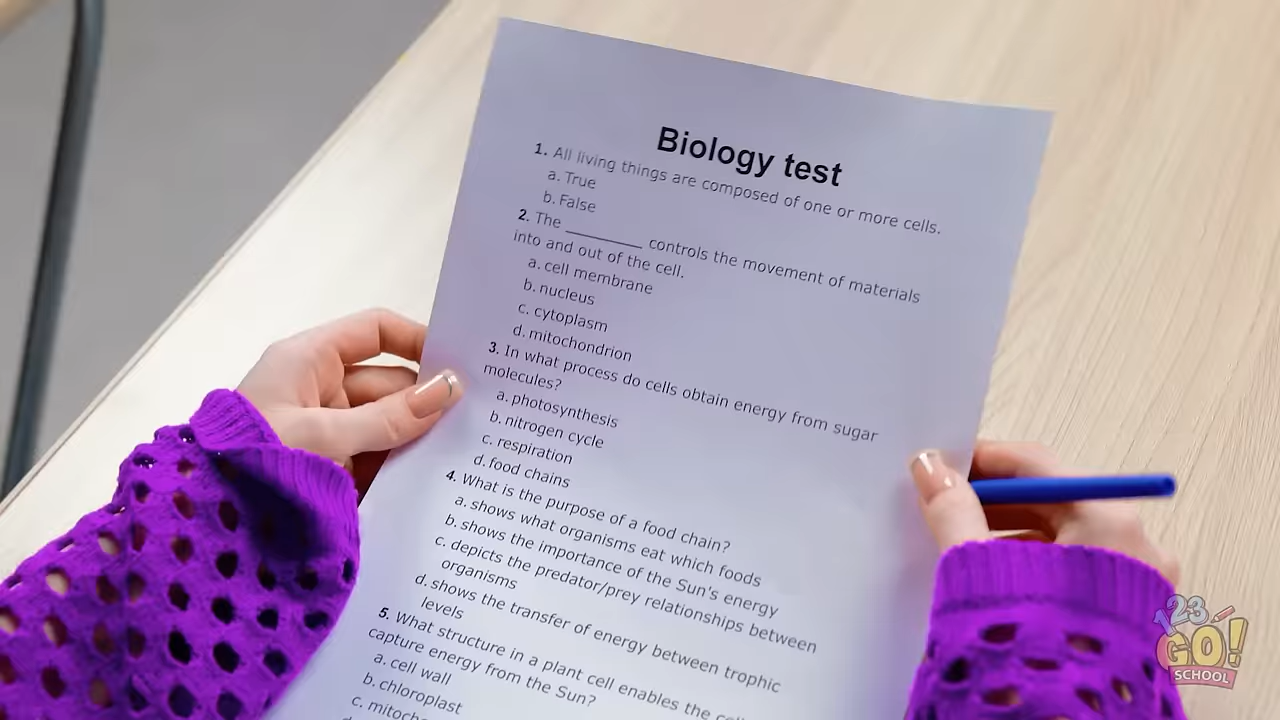 Biology test
1. All living things are composed of one or more cells.
a. True
b. False
2. The ________ controls the movement of materials
into and out of the cell.
a. cell membrane
b. nucleus
c. cytoplasm
d. mitochondrion
3. In what process do cells obtain energy from sugar
molecules?
a. photosynthesis
b. nitrogen cycle
c. respiration
d. food chains
4. What is the purpose of a food chain?
a. shows what organisms eat which foods
b. shows the importance of the Sun's energy
c. depicts the predator/prey relationships between
organisms
d. shows the transfer of energy between trophic
levels
5. What structure in a plant cell enables the
capture energy from the Sun?
a. cell wall
b. chloroplast
c.
123
GO!
SCHOOL